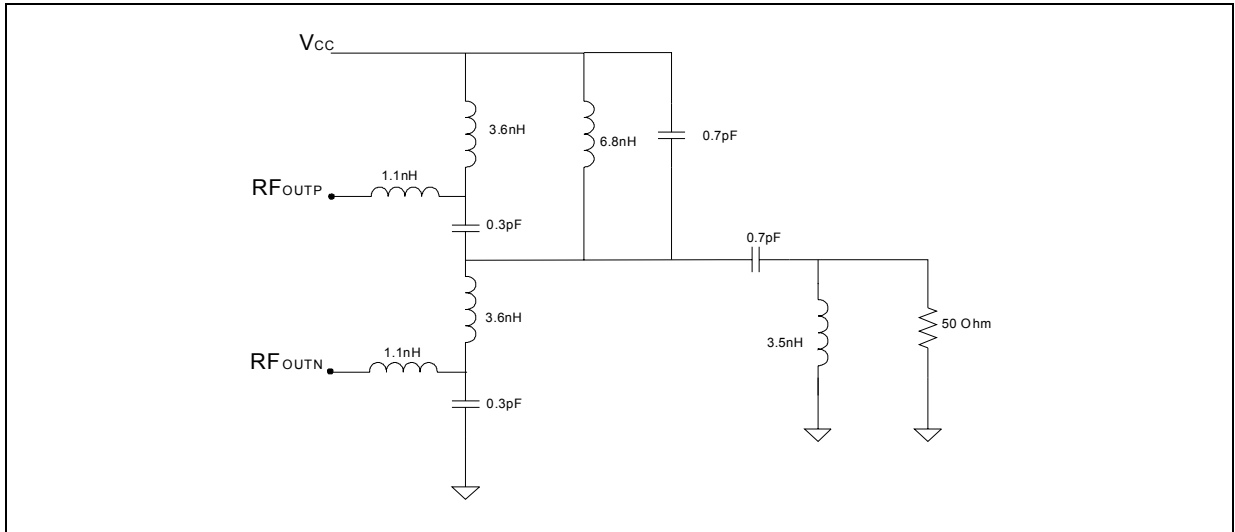 VCC
3.6nH
6.8nH
0.7pF
1.1nH
RFOUTP
0.3pF
0.7pF
3.6nH
3.5nH
50 Ohm
1.1nH
RFOUTN
0.3pF